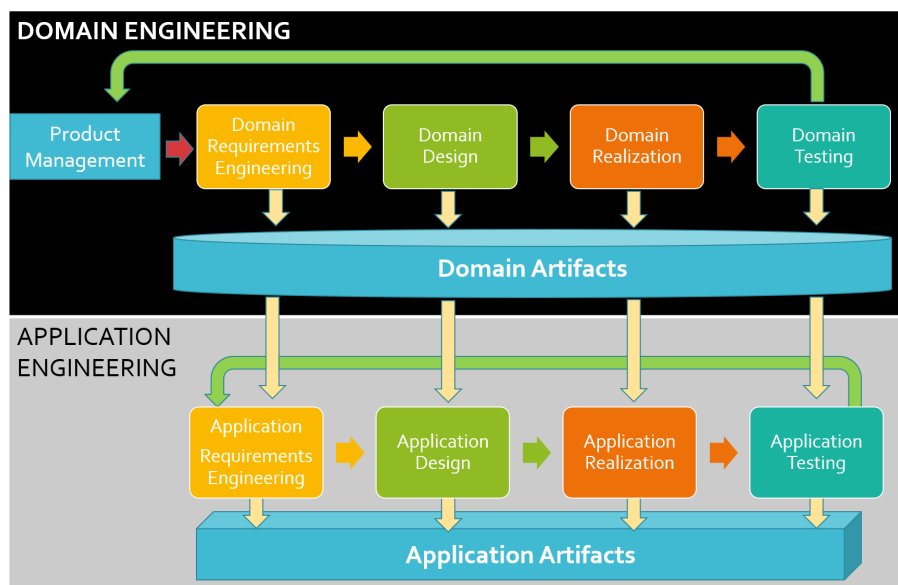 DOMAIN ENGINEERING
Product
Management
Domain
Requirements
Engineering
Domain
Design
Domain
Realization
Domain
Testing
Domain Artifacts
APPLICATION
ENGINEERING
Application
Requirements
Engineering
Application
Design
Application
Realization
Application
Testing
Application Artifacts